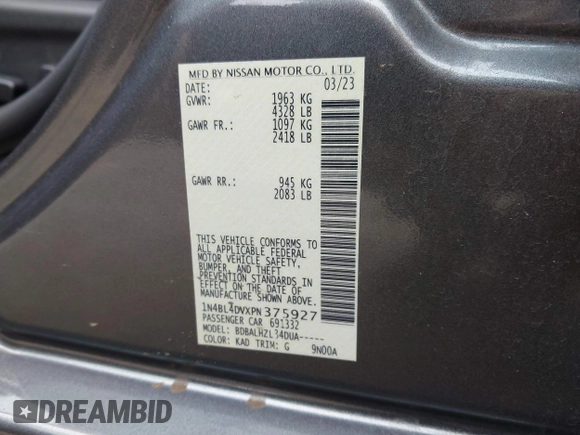 MFD BY NISSAN MOTOR CO., LTD.
DATE: 03/23
GVWR: 1963 KG
4328 LB
GAWR FR.: 1097 KG
2418 LB
GAWR RR.: 945 KG
2083 LB
THIS VEHICLE CONFORMS TO
ALL APPLICABLE FEDERAL
MOTOR VEHICLE SAFETY,
BUMPER, AND THEFT
PREVENTION STANDARDS IN
EFFECT ON THE DATE OF
MANUFACTURE SHOWN ABOVE.
1N4BL4DVXPN375927
PASSENGER CAR 691332
MODEL: BDBALHZL34DUA-----
COLOR: KAD TRIM: G 9N00A
DREAMBID